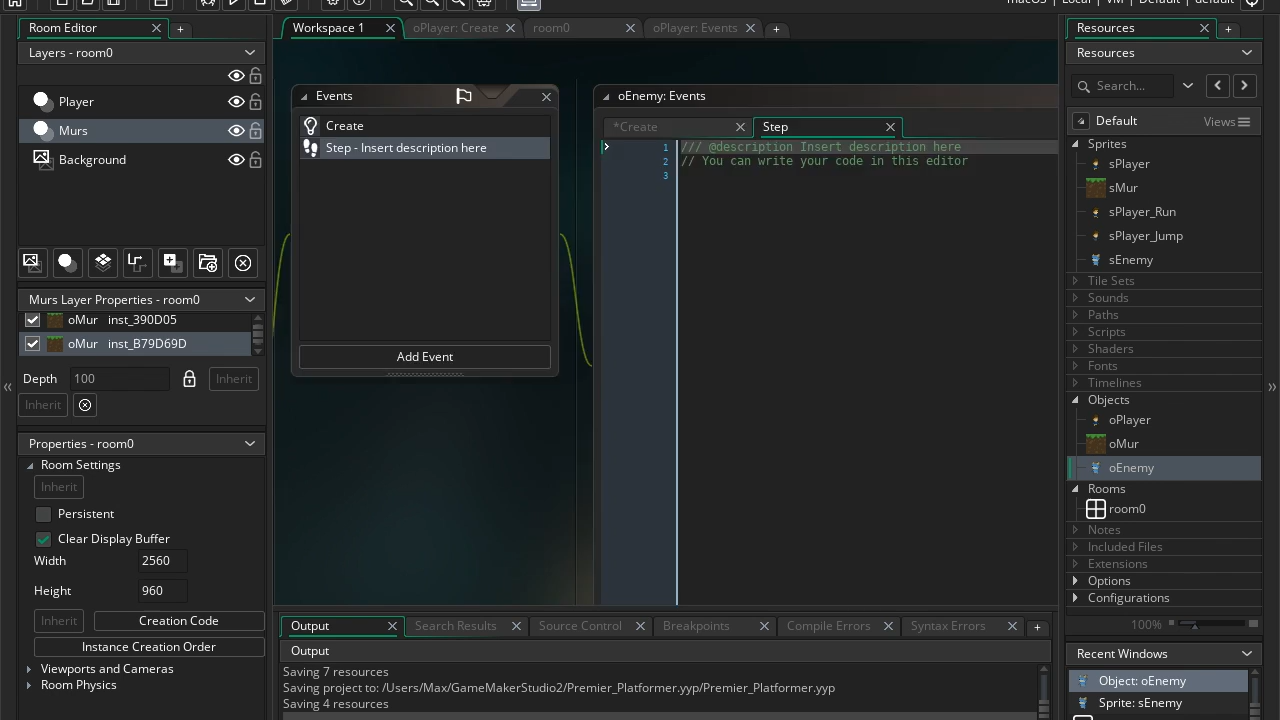 macOS | Local | VM | Default | default
Room Editor
Workspace 1
oPlayer: Create
room0
oPlayer: Events
Resources
Layers - room0
Player
Murs
Background
Murs Layer Properties - room0
oMur inst_390D05
oMur inst_B79D69D
Depth 100 Inherit
Inherit
Properties - room0
Room Settings
Inherit
Persistent
Clear Display Buffer
Width 2560
Height 960
Inherit Creation Code
Instance Creation Order
Viewports and Cameras
Room Physics
Events
Create
Step - Insert description here
Add Event
oEnemy: Events
*Create Step
1 /// @description Insert description here
2 // You can write your code in this editor
3
Output Search Results Source Control Breakpoints Compile Errors Syntax Errors
Output
Saving 7 resources
Saving project to: /Users/Max/GameMakerStudio2/Premier_Platformer.yyp/Premier_Platformer.yyp
Saving 4 resources
Resources
Search...
Default Views
Sprites
sPlayer
sMur
sPlayer_Run
sPlayer_Jump
sEnemy
Tile Sets
Sounds
Paths
Scripts
Shaders
Fonts
Timelines
Objects
oPlayer
oMur
oEnemy
Rooms
room0
Notes
Included Files
Extensions
Options
Configurations
100%
Recent Windows
Object: oEnemy
Sprite: sEnemy